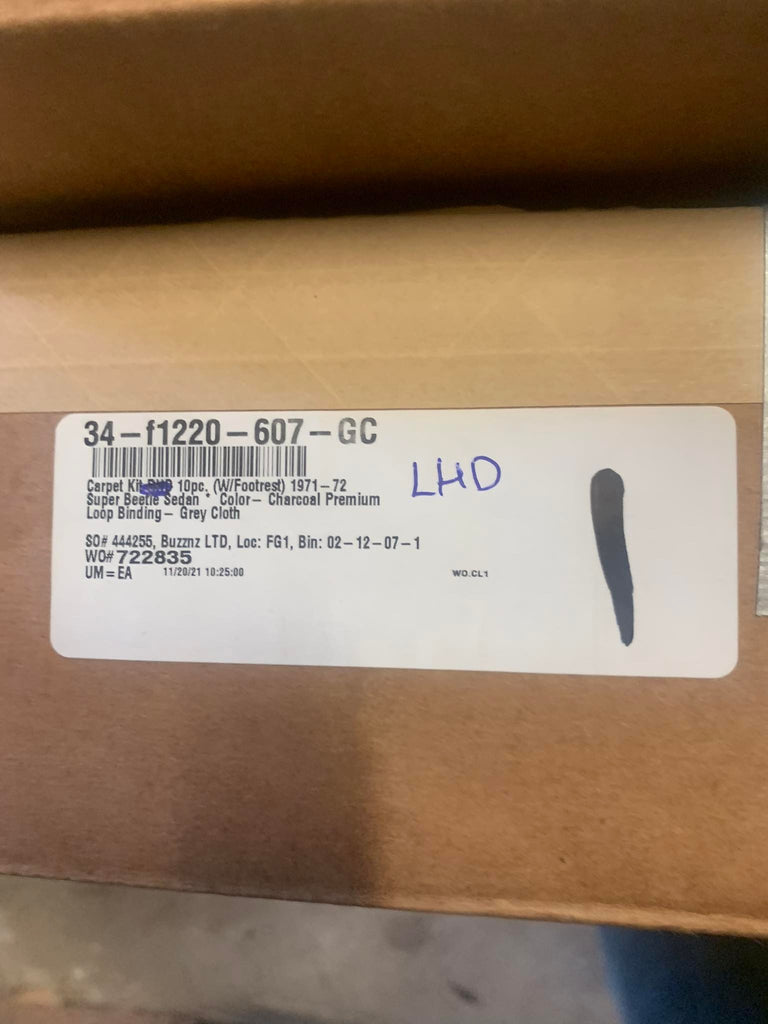 34-f1220-607-GC
Carpet Kit 10pc. (W/Footrest) 1971-72
Super Beetle Sedan * Color- Charcoal Premium
Loop Binding- Grey Cloth
LHD
SO# 444255, Buzznz LTD, Loc: FG1, Bin: 02-12-07-1
WO#722835
UM=EA 11/20/21 10:25:00 WO.CL1